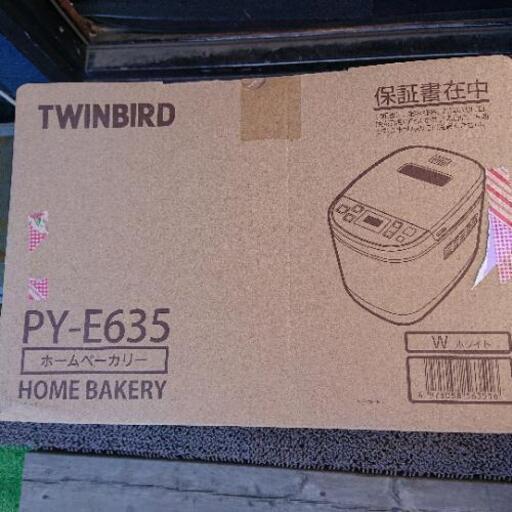 TWINBIRD
保証書在中
PY-E635
ホームベーカリー
HOME BAKERY
W ホワイト